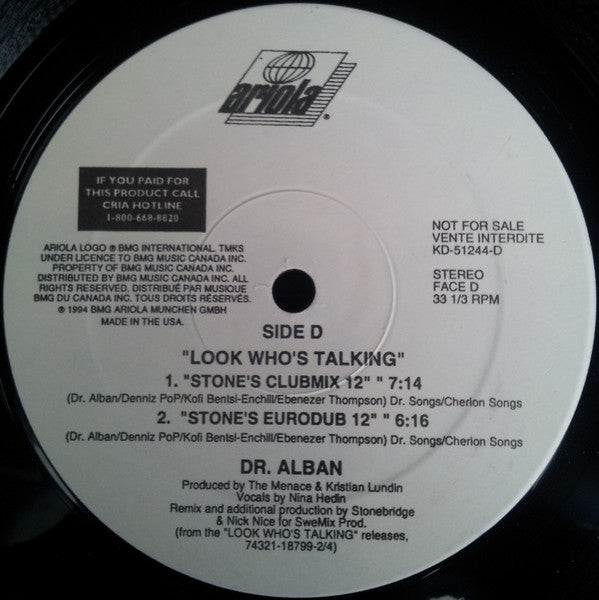 ariola
®
IF YOU PAID FOR
THIS PRODUCT CALL
CRIA HOTLINE
1-800-668-8820
ARIOLA LOGO ® BMG INTERNATIONAL. TMKS
UNDER LICENCE TO BMG MUSIC CANADA INC.
PROPERTY OF BMG MUSIC CANADA INC.
DISTRIBUTED BY BMG MUSIC CANADA INC. ALL
RIGHTS RESERVED. DISTRIBUÉ PAR MUSIQUE
BMG DU CANADA INC. TOUS DROITS RÉSERVÉS.
℗ 1994 BMG ARIOLA MUNCHEN GMBH
MADE IN THE USA.
NOT FOR SALE
VENTE INTERDITE
KD-51244-D
STEREO
FACE D
33 1/3 RPM
SIDE D
"LOOK WHO'S TALKING"
1. "STONE'S CLUBMIX 12" " 7:14
(Dr. Alban/Denniz PoP/Kofi Bentsi-Enchill/Ebenezer Thompson) Dr. Songs/Cherion Songs
2. "STONE'S EURODUB 12" " 6:16
(Dr. Alban/Denniz PoP/Kofi Bentsi-Enchill/Ebenezer Thompson) Dr. Songs/Cherion Songs
DR. ALBAN
Produced by The Menace & Kristian Lundin
Vocals by Nina Hedin
Remix and additional production by Stonebridge
& Nick Nice for SweMix Prod.
(from the "LOOK WHO'S TALKING" releases,
74321-18799-2/4)